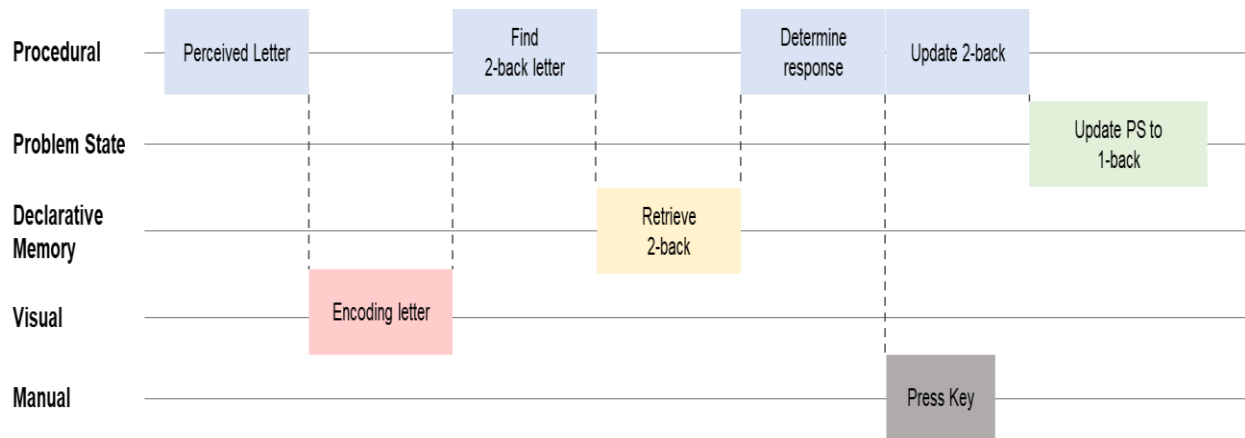 Procedural
Perceived Letter
Find
2-back letter
Determine
response
Update 2-back
Problem State
Update PS to
1-back
Declarative
Memory
Retrieve
2-back
Visual
Encoding letter
Manual
Press Key